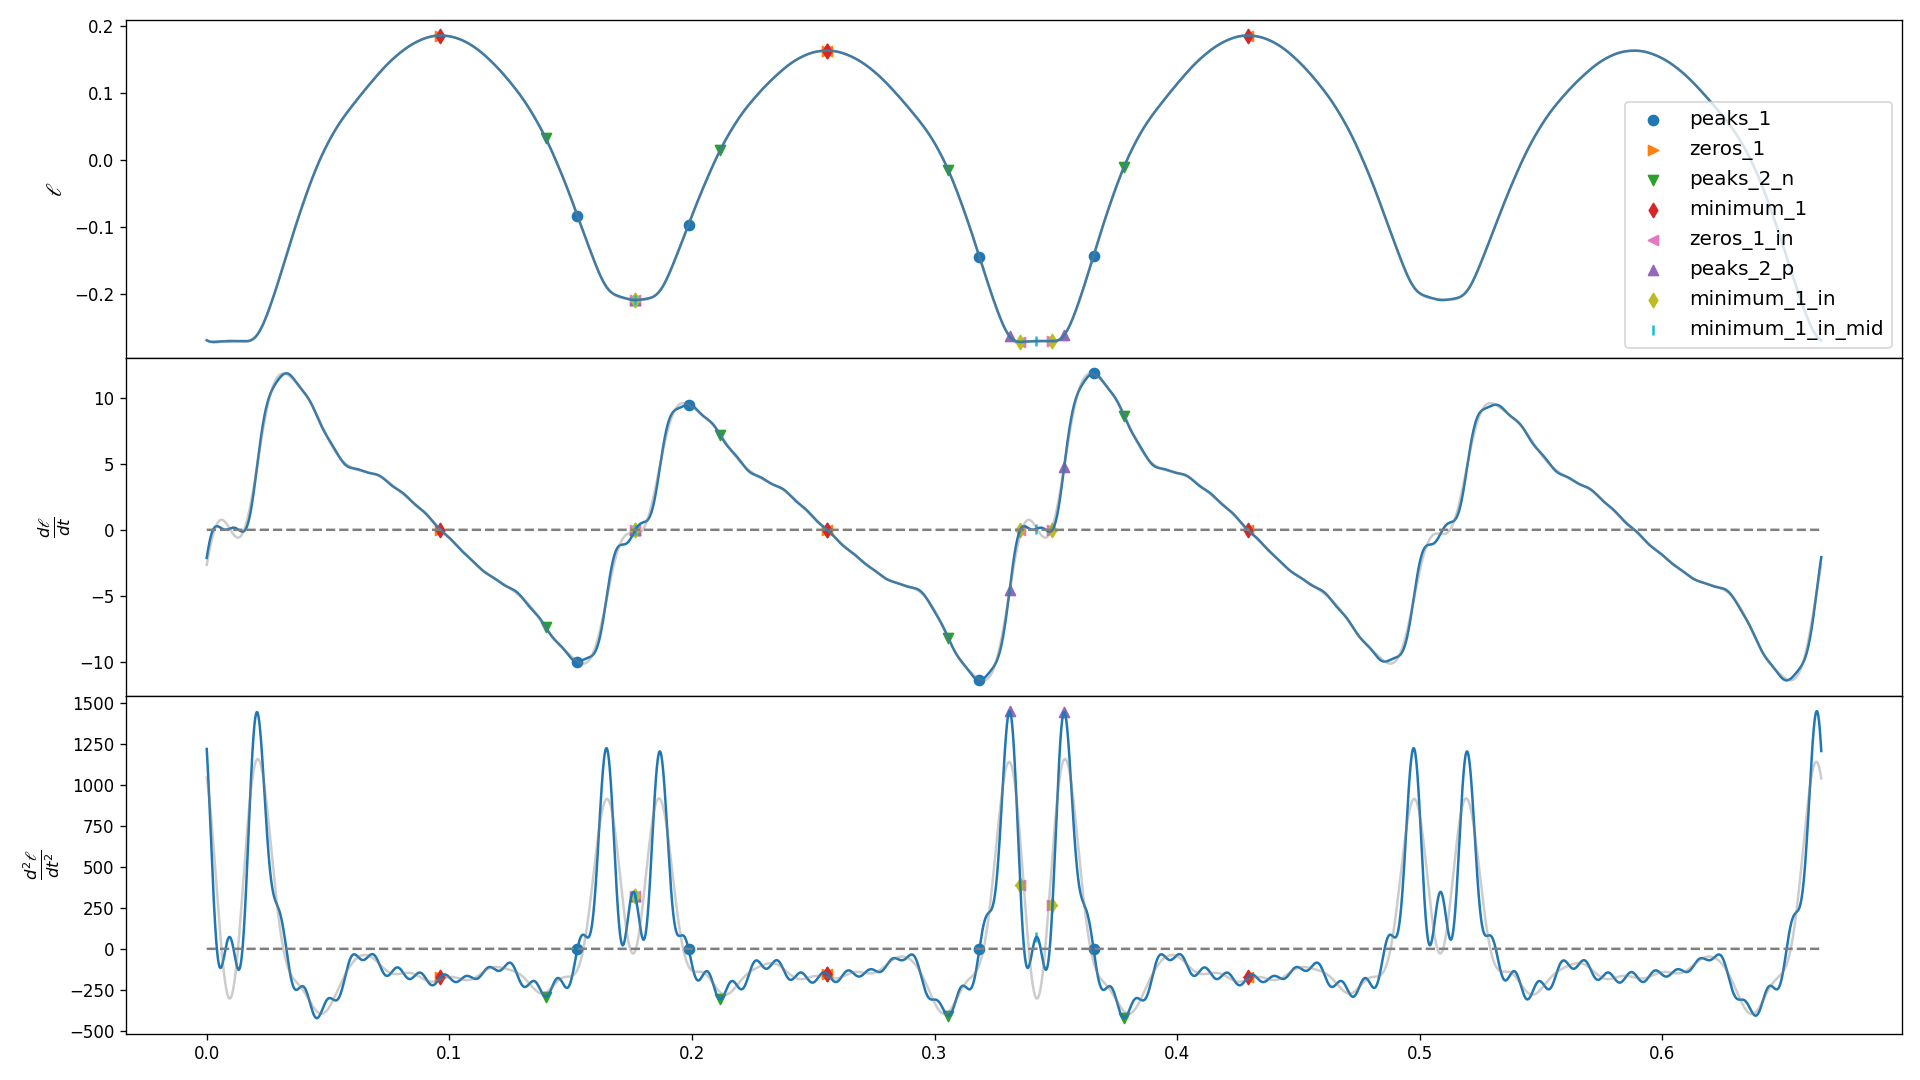 0.2
0.1
0.0
−0.1
−0.2
ℓ
peaks_1
zeros_1
peaks_2_n
minimum_1
zeros_1_in
peaks_2_p
minimum_1_in
minimum_1_in_mid
10
5
0
−5
−10
dℓ
dt
1500
1250
1000
750
500
250
0
−250
−500
d²ℓ
dt²
0.0 0.1 0.2 0.3 0.4 0.5 0.6